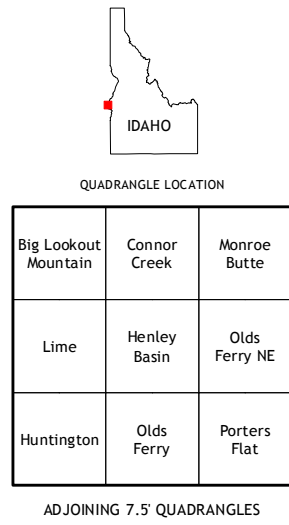 IDAHO
QUADRANGLE LOCATION
Big Lookout
Mountain
Connor
Creek
Monroe
Butte
Lime
Henley
Basin
Olds
Ferry NE
Huntington
Olds
Ferry
Porters
Flat
ADJOINING 7.5' QUADRANGLES